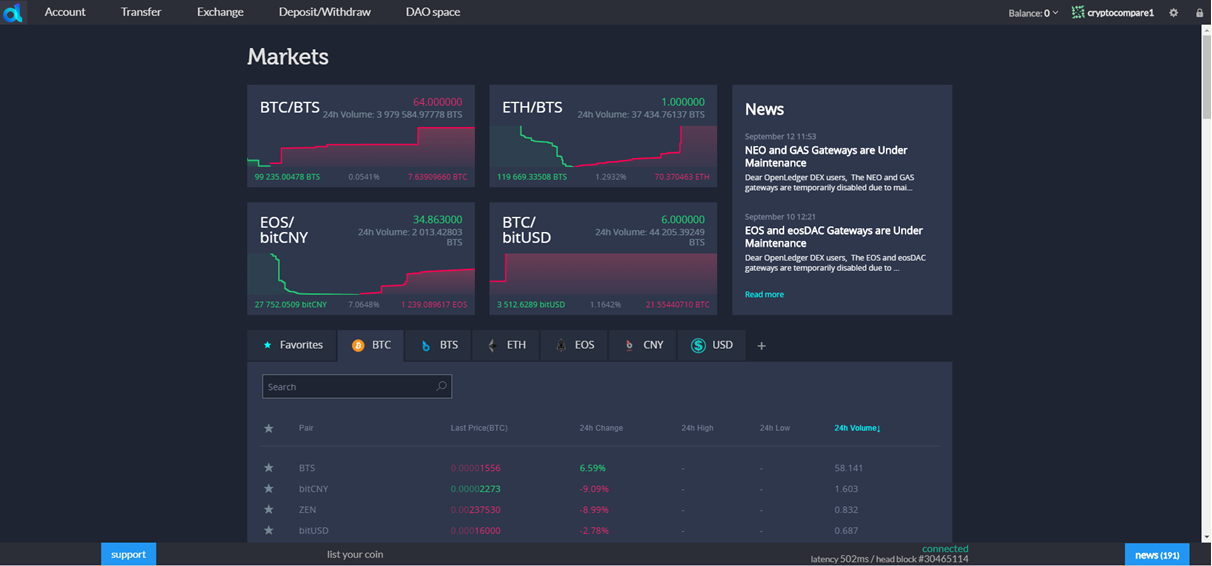 Account Transfer Exchange Deposit/Withdraw DAO space Balance: 0 cryptocompare1
Markets
BTC/BTS
64.000000
24h Volume: 3 979 584.97778 BTS
99 235.00478 BTS 0.0541% 7.63909660 BTC
ETH/BTS
1.000000
24h Volume: 37 434.76137 BTS
119 669.33508 BTS 1.2932% 70.370463 ETH
EOS/
bitCNY
34.863000
24h Volume: 2 013.42803
BTS
27 752.0509 bitCNY 7.0648% 1 239.089617 EOS
BTC/
bitUSD
6.000000
24h Volume: 44 205.39249
BTS
3 512.6289 bitUSD 1.1642% 21.55440710 BTC
News
September 12 11:53
NEO and GAS Gateways are Under
Maintenance
Dear OpenLedger DEX users, The NEO and GAS
gateways are temporarily disabled due to mai...
September 10 12:21
EOS and eosDAC Gateways are Under
Maintenance
Dear OpenLedger DEX users, The EOS and eosDAC
gateways are temporarily disabled due to ...
Read more
Favorites BTC BTS ETH EOS CNY USD +
Search
Pair Last Price(BTC) 24h Change 24h High 24h Low 24h Volume↓
BTS 0.00001556 6.59% - - 58.141
bitCNY 0.00002273 -9.09% - - 1.603
ZEN 0.00237530 -8.99% - - 0.832
bitUSD 0.00016000 -2.78% - - 0.687
support list your coin connected
latency 502ms / head block #30465114
news (191)